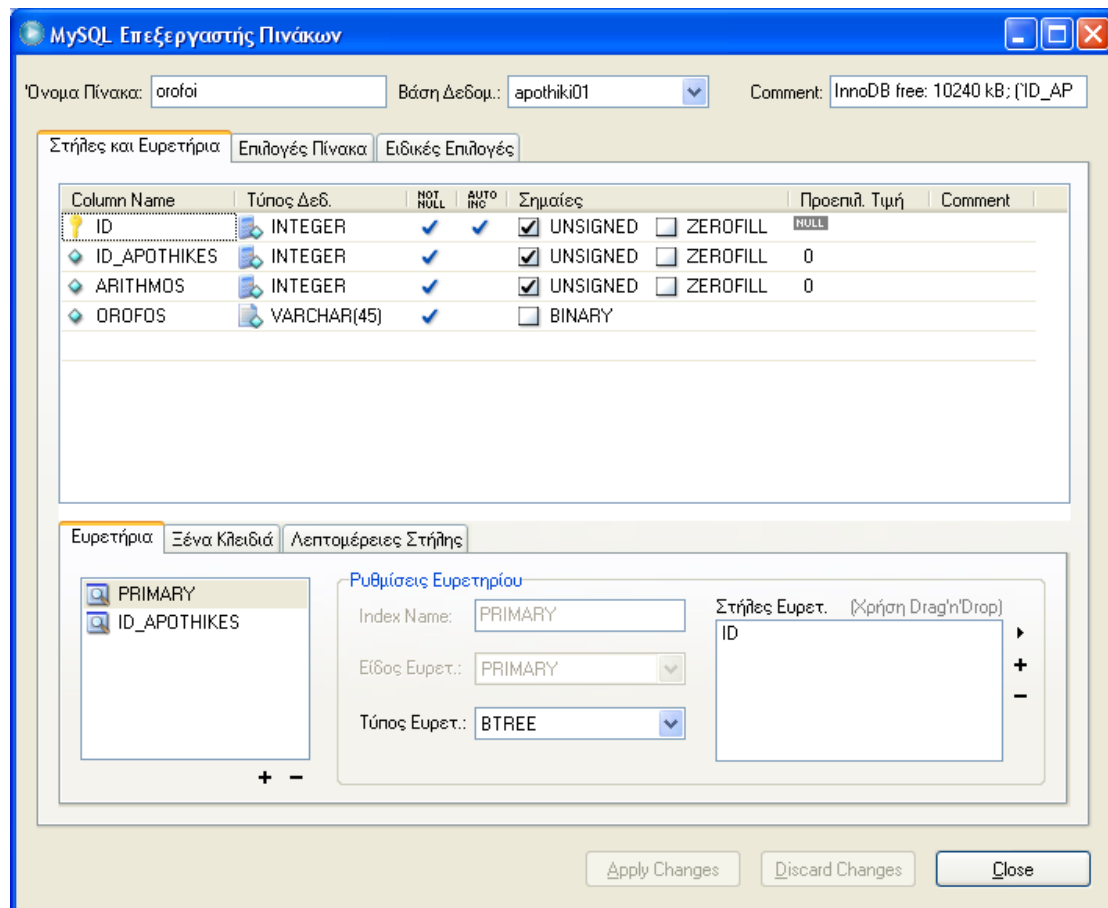 MySQL Επεξεργαστής Πινάκων
Όνομα Πίνακα: orofoi Βάση Δεδομ.: apothiki01 Comment: InnoDB free: 10240 kB; (`ID_AP
Στήλες και Ευρετήρια Επιλογές Πίνακα Ειδικές Επιλογές
Column Name Τύπος Δεδ. NOT NULL AUTO INC Σημαίες Προεπιλ. Τιμή Comment
ID INTEGER UNSIGNED ZEROFILL NULL
ID_APOTHIKES INTEGER UNSIGNED ZEROFILL 0
ARITHMOS INTEGER UNSIGNED ZEROFILL 0
OROFOS VARCHAR(45) BINARY
Ευρετήρια Ξένα Κλειδιά Λεπτομέρειες Στήλης
PRIMARY
ID_APOTHIKES
Ρυθμίσεις Ευρετηρίου
Index Name: PRIMARY
Είδος Ευρετ.: PRIMARY
Τύπος Ευρετ.: BTREE
Στήλες Ευρετ. (Χρήση Drag'n'Drop)
ID
Apply Changes Discard Changes Close